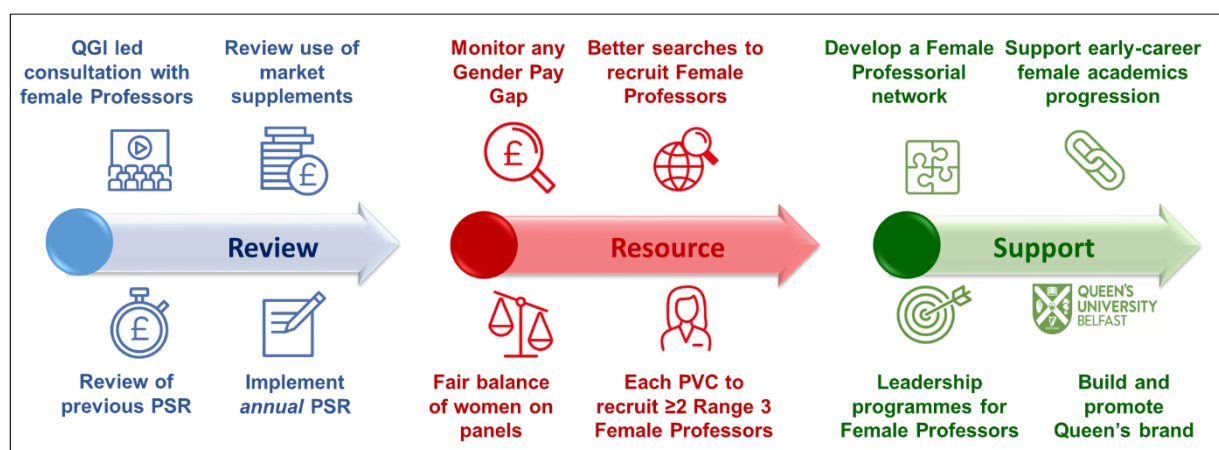 QGI led
consultation with
female Professors
Review use of
market
supplements
£
Review
£
Review of
previous PSR
Implement
annual PSR
Monitor any
Gender Pay
Gap
Better searches to
recruit Female
Professors
£
Resource
Fair balance
of women on
panels
Each PVC to
recruit ≥2 Range 3
Female Professors
Develop a Female
Professorial
network
Support early-career
female academics
progression
Support
QUEEN'S
UNIVERSITY
BELFAST
Leadership
programmes for
Female Professors
Build and
promote
Queen's brand